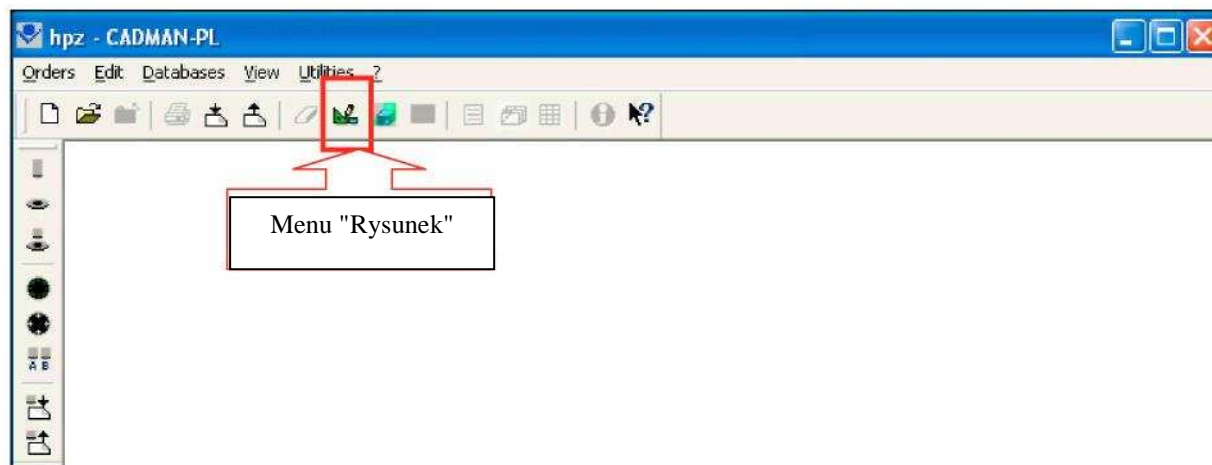 hpz - CADMAN-PL
Orders Edit Databases View Utilities ?
Menu "Rysunek"
A B